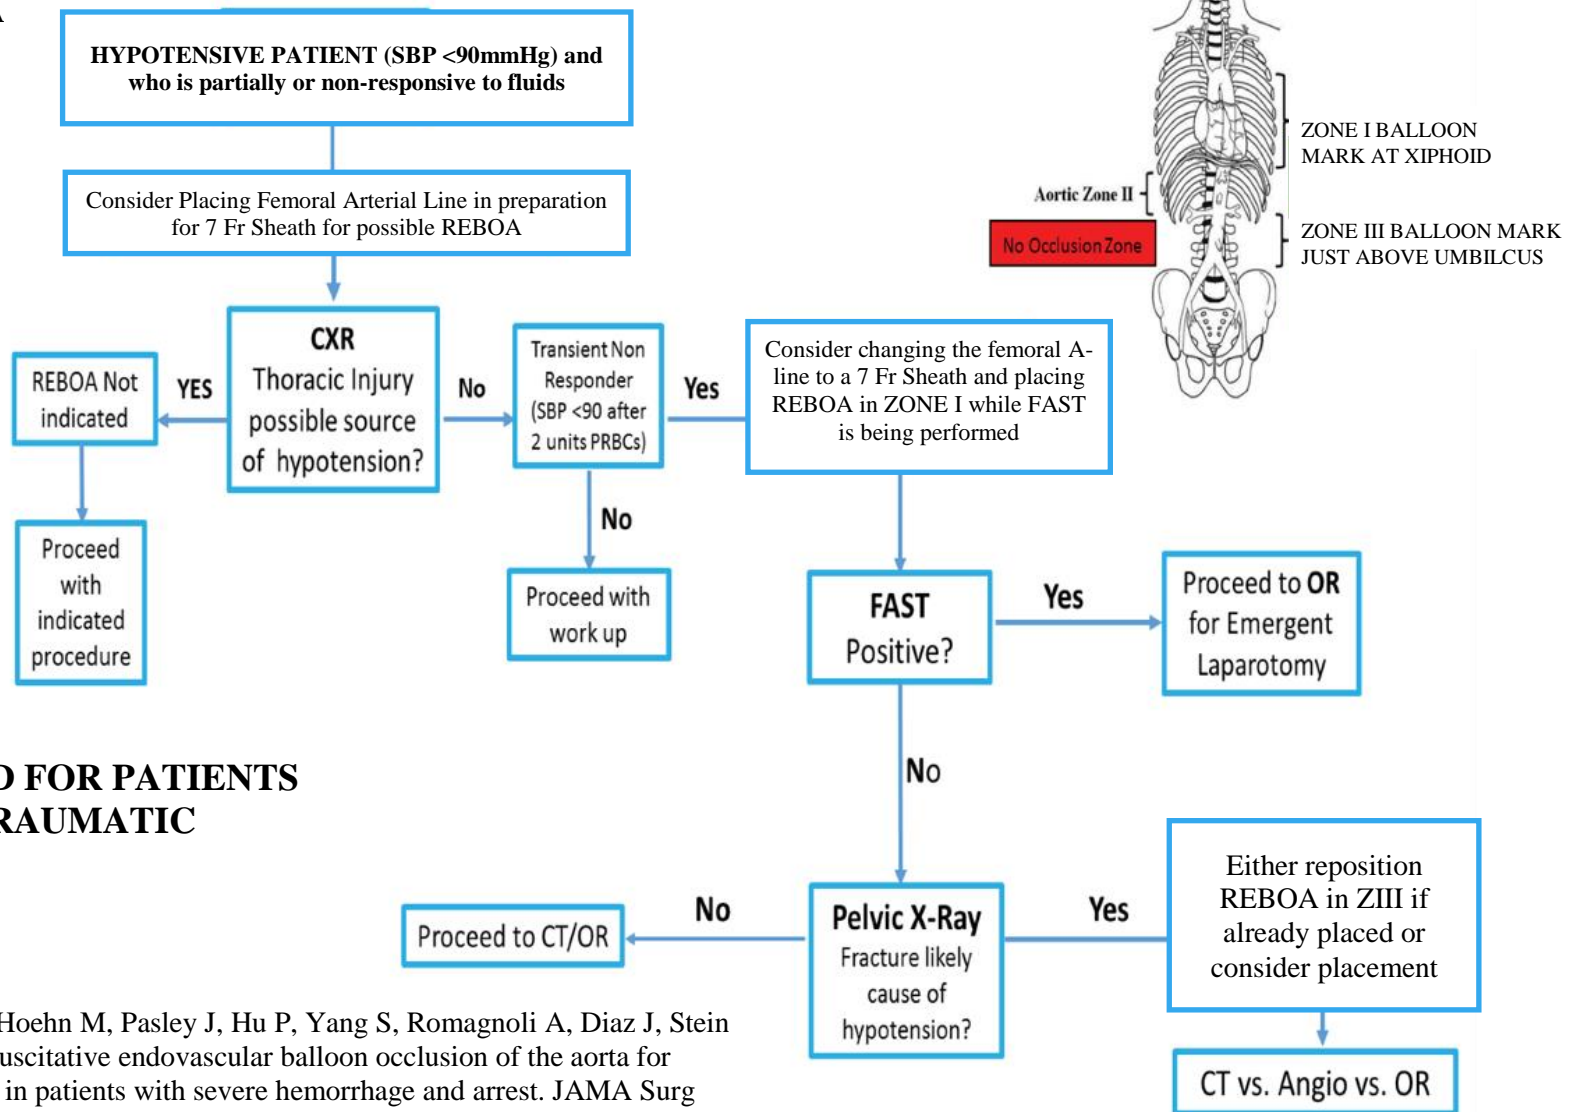 HYPOTENSIVE PATIENT (SBP <90mmHg) and
who is partially or non-responsive to fluids
Consider Placing Femoral Arterial Line in preparation
for 7 Fr Sheath for possible REBOA
ZONE I BALLOON
MARK AT XIPHOID
Aortic Zone II
No Occlusion Zone
ZONE III BALLOON MARK
JUST ABOVE UMBILCUS
CXR
Thoracic Injury
possible source
of hypotension?
YES
REBOA Not
indicated
Proceed
with
indicated
procedure
No
Transient Non
Responder
(SBP <90 after
2 units PRBCs)
No
Proceed with
work up
Yes
Consider changing the femoral A-
line to a 7 Fr Sheath and placing
REBOA in ZONE I while FAST
is being performed
FAST
Positive?
Yes
Proceed to OR
for Emergent
Laparotomy
No
Pelvic X-Ray
Fracture likely
cause of
hypotension?
No
Proceed to CT/OR
Yes
Either reposition
REBOA in ZIII if
already placed or
consider placement
CT vs. Angio vs. OR
FOR PATIENTS
RAUMATIC
Hoehn M, Pasley J, Hu P, Yang S, Romagnoli A, Diaz J, Stein
uscitative endovascular balloon occlusion of the aorta for
in patients with severe hemorrhage and arrest. JAMA Surg